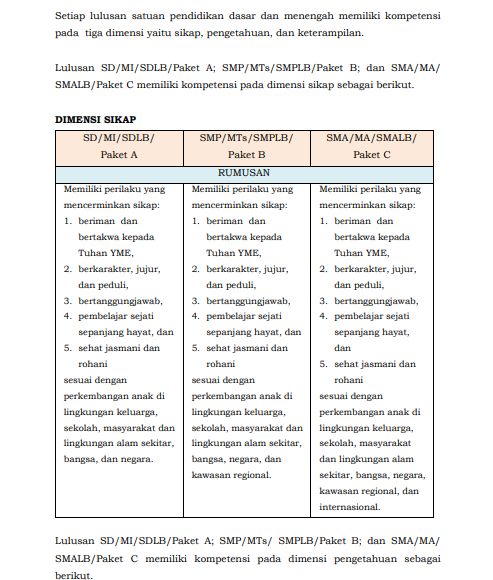 Setiap lulusan satuan pendidikan dasar dan menengah memiliki kompetensi
pada tiga dimensi yaitu sikap, pengetahuan, dan keterampilan.
Lulusan SD/MI/SDLB/Paket A; SMP/MTs/SMPLB/Paket B; dan SMA/MA/
SMALB/Paket C memiliki kompetensi pada dimensi sikap sebagai berikut.
DIMENSI SIKAP
SD/MI/SDLB/
Paket A
SMP/MTs/SMPLB/
Paket B
SMA/MA/SMALB/
Paket C
RUMUSAN
Memiliki perilaku yang
mencerminkan sikap:
1. beriman dan
bertakwa kepada
Tuhan YME,
2. berkarakter, jujur,
dan peduli,
3. bertanggungjawab,
4. pembelajar sejati
sepanjang hayat, dan
5. sehat jasmani dan
rohani
sesuai dengan
perkembangan anak di
lingkungan keluarga,
sekolah, masyarakat dan
lingkungan alam sekitar,
bangsa, dan negara.
Memiliki perilaku yang
mencerminkan sikap:
1. beriman dan
bertakwa kepada
Tuhan YME,
2. berkarakter, jujur,
dan peduli,
3. bertanggungjawab,
4. pembelajar sejati
sepanjang hayat, dan
5. sehat jasmani dan
rohani
sesuai dengan
perkembangan anak di
lingkungan keluarga,
sekolah, masyarakat dan
lingkungan alam sekitar,
bangsa, negara, dan
kawasan regional.
Memiliki perilaku yang
mencerminkan sikap:
1. beriman dan
bertakwa kepada
Tuhan YME,
2. berkarakter, jujur,
dan peduli,
3. bertanggungjawab,
4. pembelajar sejati
sepanjang hayat,
dan
5. sehat jasmani dan
rohani
sesuai dengan
perkembangan anak di
lingkungan keluarga,
sekolah, masyarakat
dan lingkungan alam
sekitar, bangsa, negara,
kawasan regional, dan
internasional.
Lulusan SD/MI/SDLB/Paket A; SMP/MTs/ SMPLB/Paket B; dan SMA/MA/
SMALB/Paket C memiliki kompetensi pada dimensi pengetahuan sebagai
berikut.